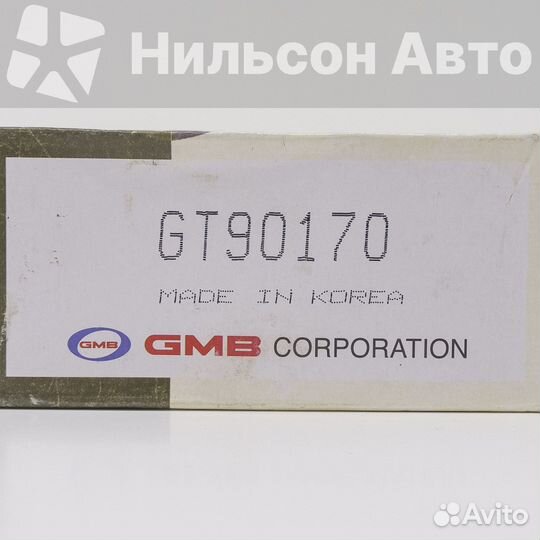 Нильсон Авто
GT90170
MADE IN KOREA
GMB GMB CORPORATION
Avito